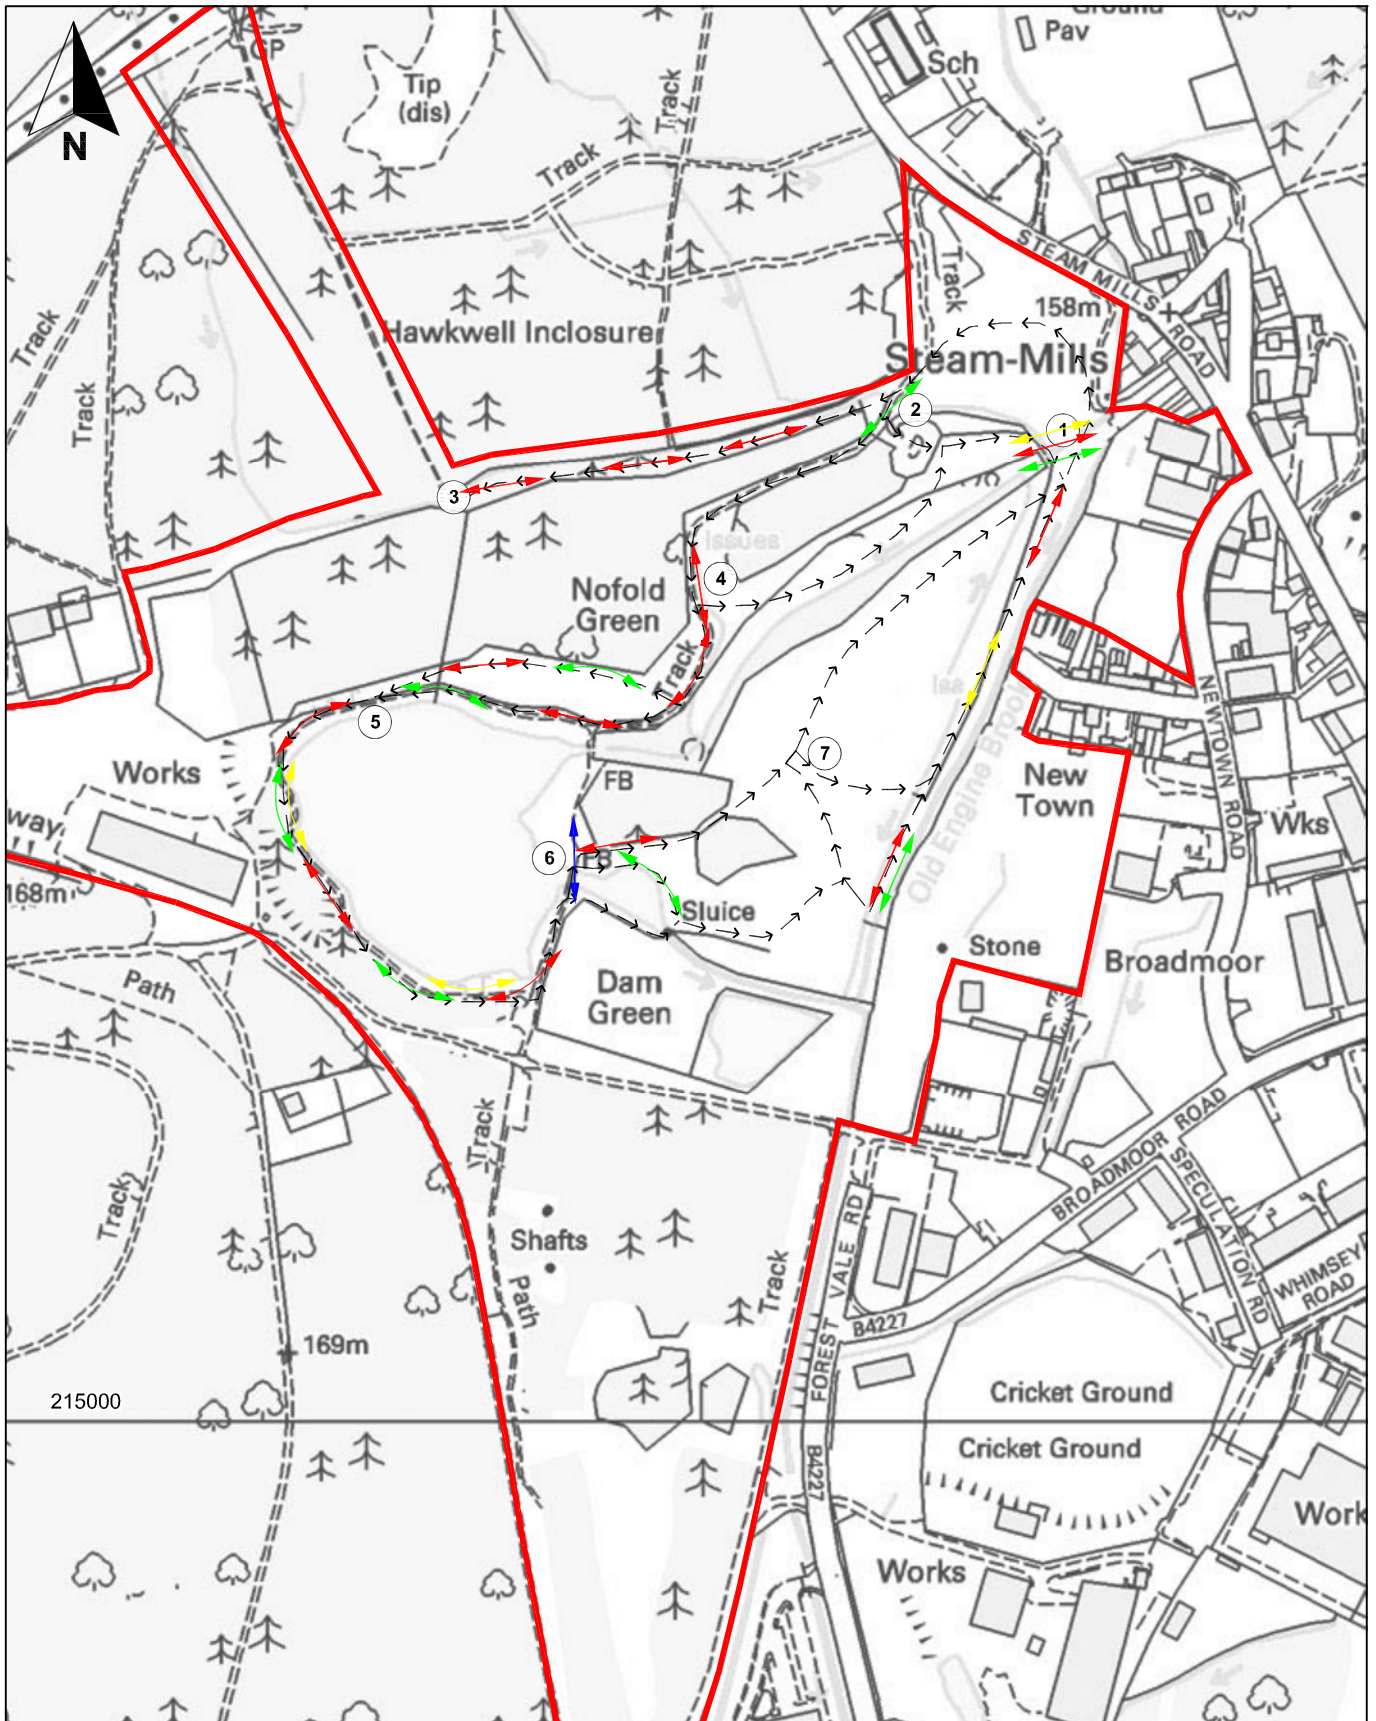 Ground
Pav
GP
Sch
Tip
(dis)
Track
Track
N
Track
STEAM MILLS ROAD
158m
Track
Hawkwell Inclosure
Steam-Mills
Track
2
1
3
Issues
4
Nofold
Green
Track
Iss
5
NEWTOWN ROAD
7
Works
FB
New
Town
way
Wks
6
FB
Old Engine Brook
168m
Sluice
Stone
Broadmoor
Path
Dam
Green
Track
BROADMOOR ROAD
SPECULATION RD
Track
Shafts
FOREST VALE RD
Track
WHIMSEY
ROAD
Path
B4227
169m
215000
Cricket Ground
Cricket Ground
B4227
Work
Works